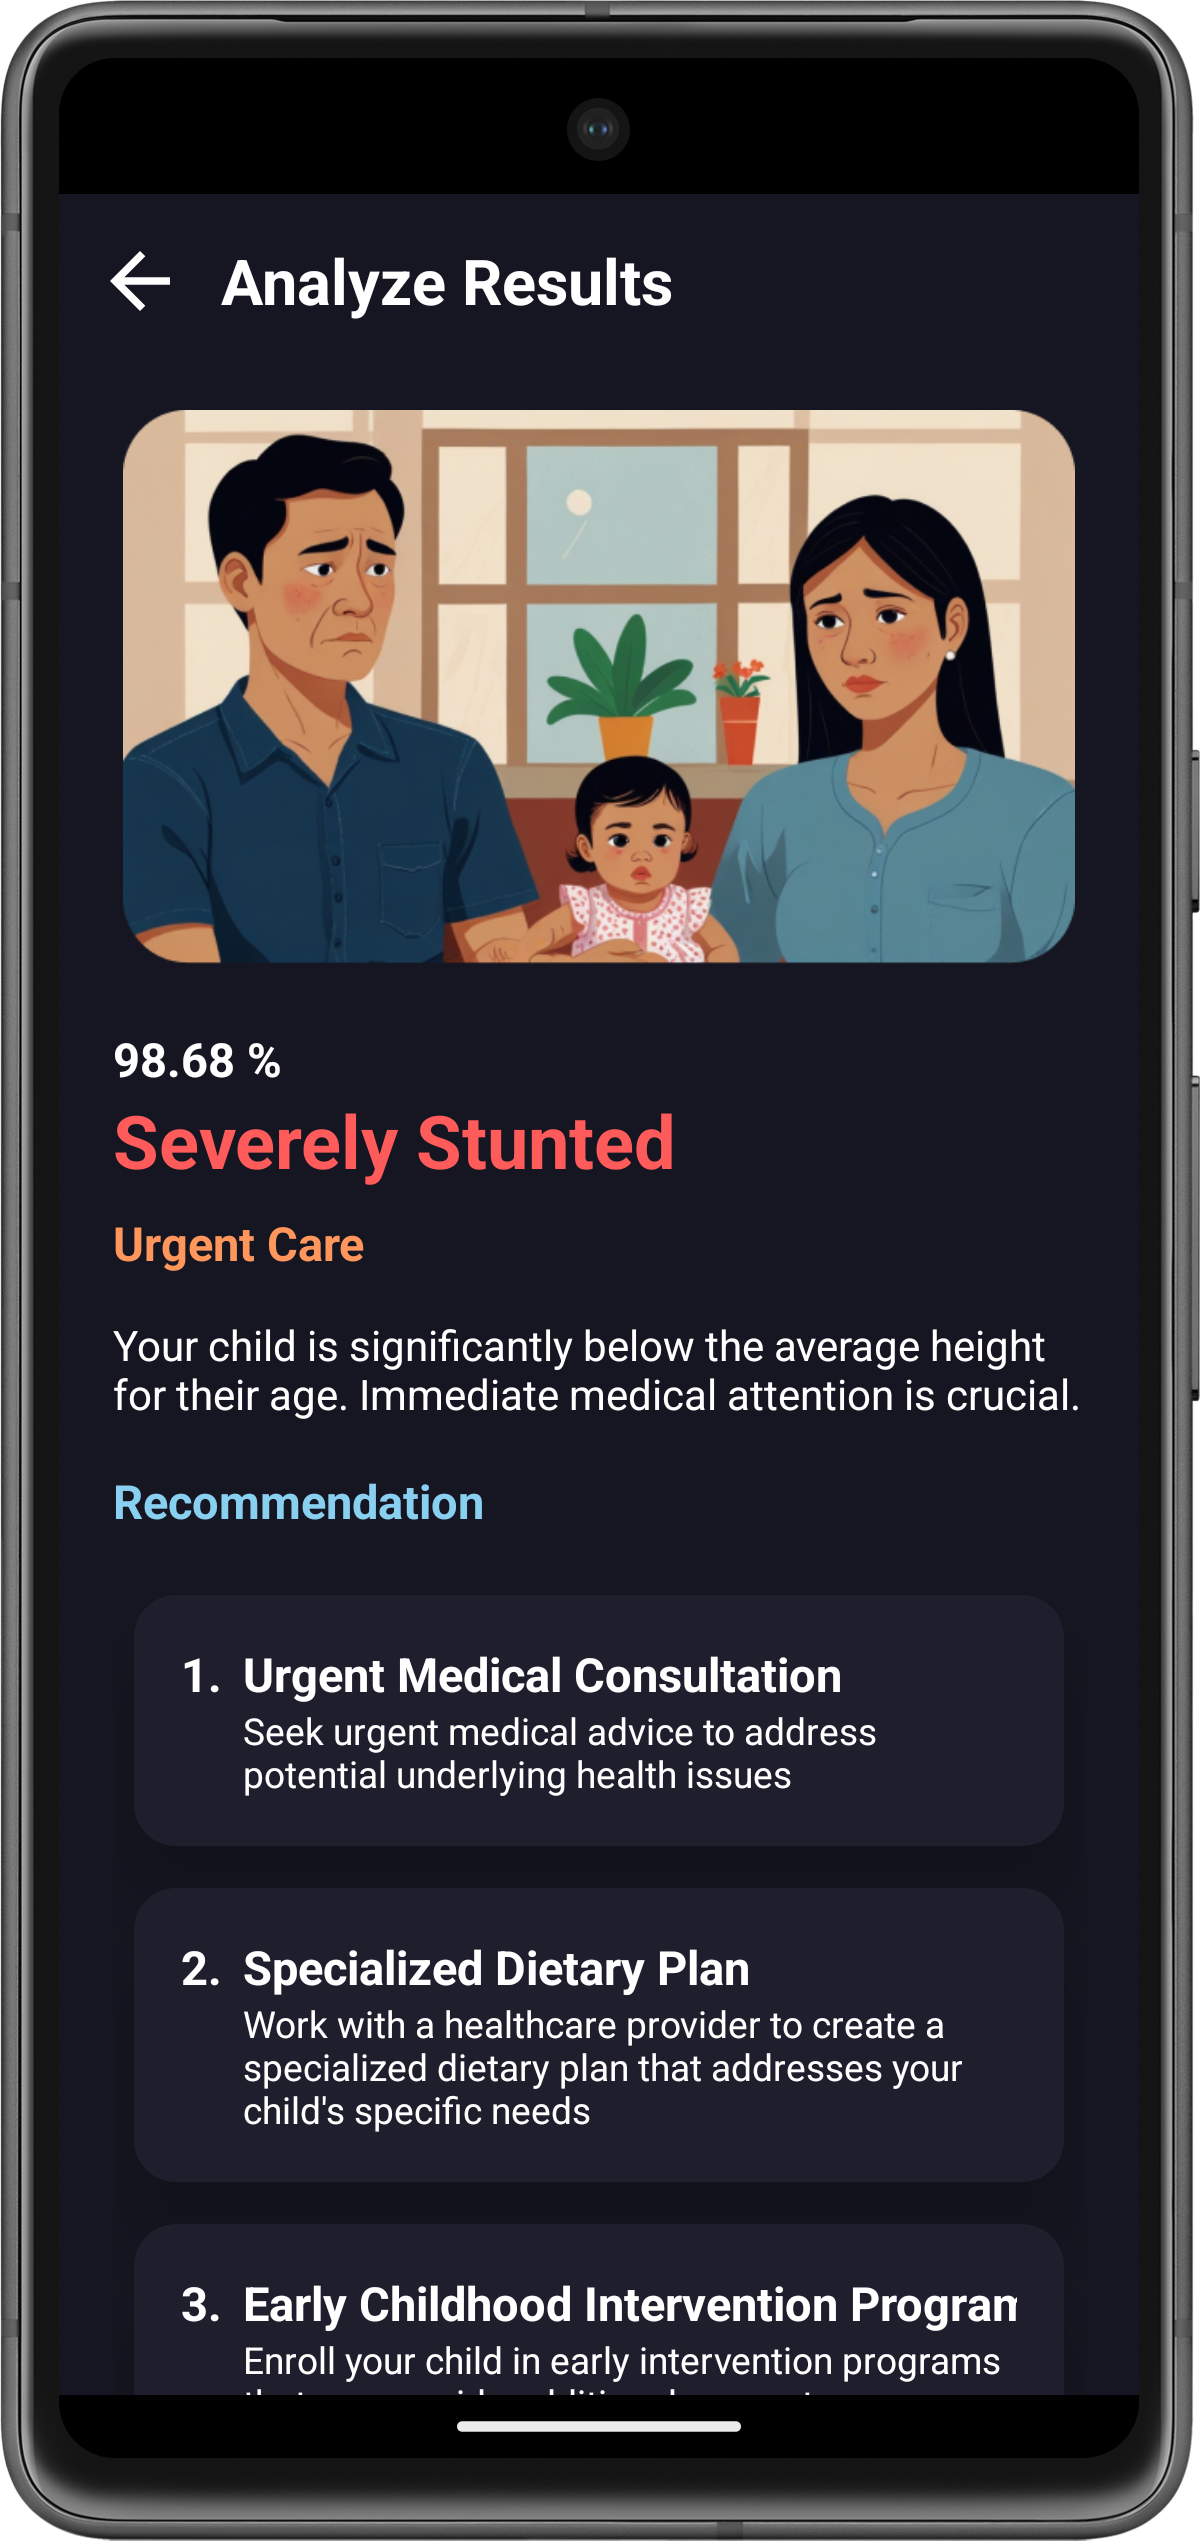 Analyze Results
98.68 %
Severely Stunted
Urgent Care
Your child is significantly below the average height
for their age. Immediate medical attention is crucial.
Recommendation
1. Urgent Medical Consultation
Seek urgent medical advice to address
potential underlying health issues
2. Specialized Dietary Plan
Work with a healthcare provider to create a
specialized dietary plan that addresses your
child's specific needs
3. Early Childhood Intervention
Enroll your child in early intervention programs